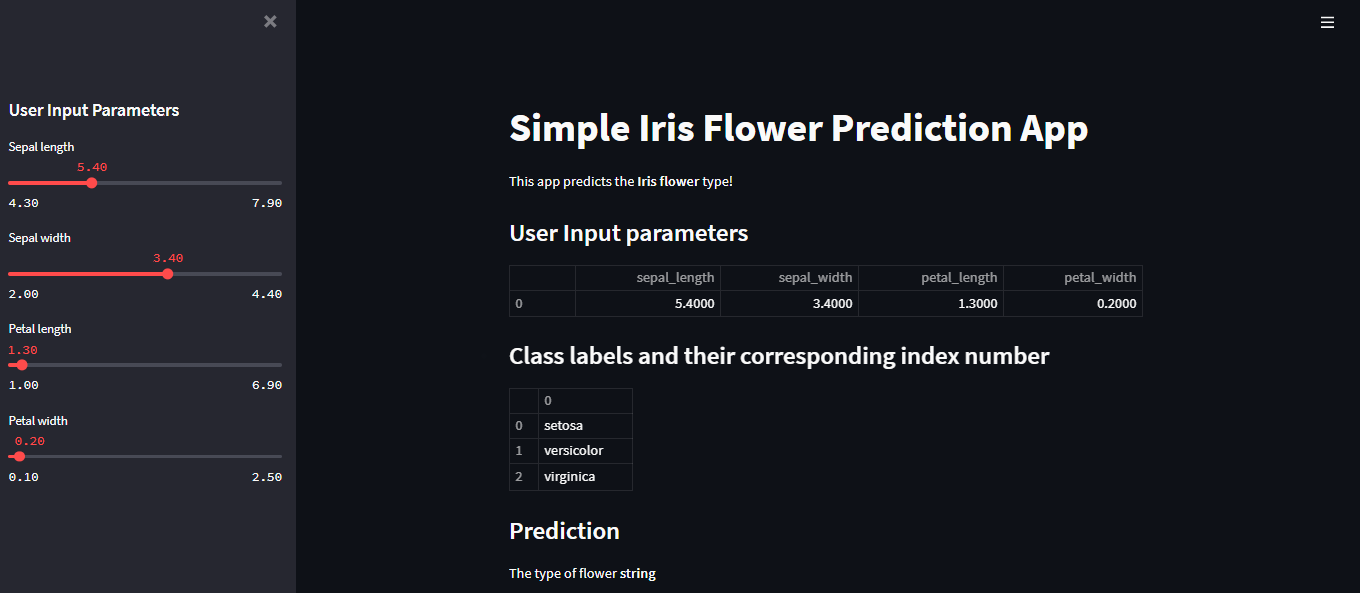 User Input Parameters
Sepal length
5.40
4.30 7.90
Sepal width
3.40
2.00 4.40
Petal length
1.30
1.00 6.90
Petal width
0.20
0.10 2.50
Simple Iris Flower Prediction App
This app predicts the Iris flower type!
User Input parameters
sepal_length sepal_width petal_length petal_width
0 5.4000 3.4000 1.3000 0.2000
Class labels and their corresponding index number
0
0 setosa
1 versicolor
2 virginica
Prediction
The type of flower string